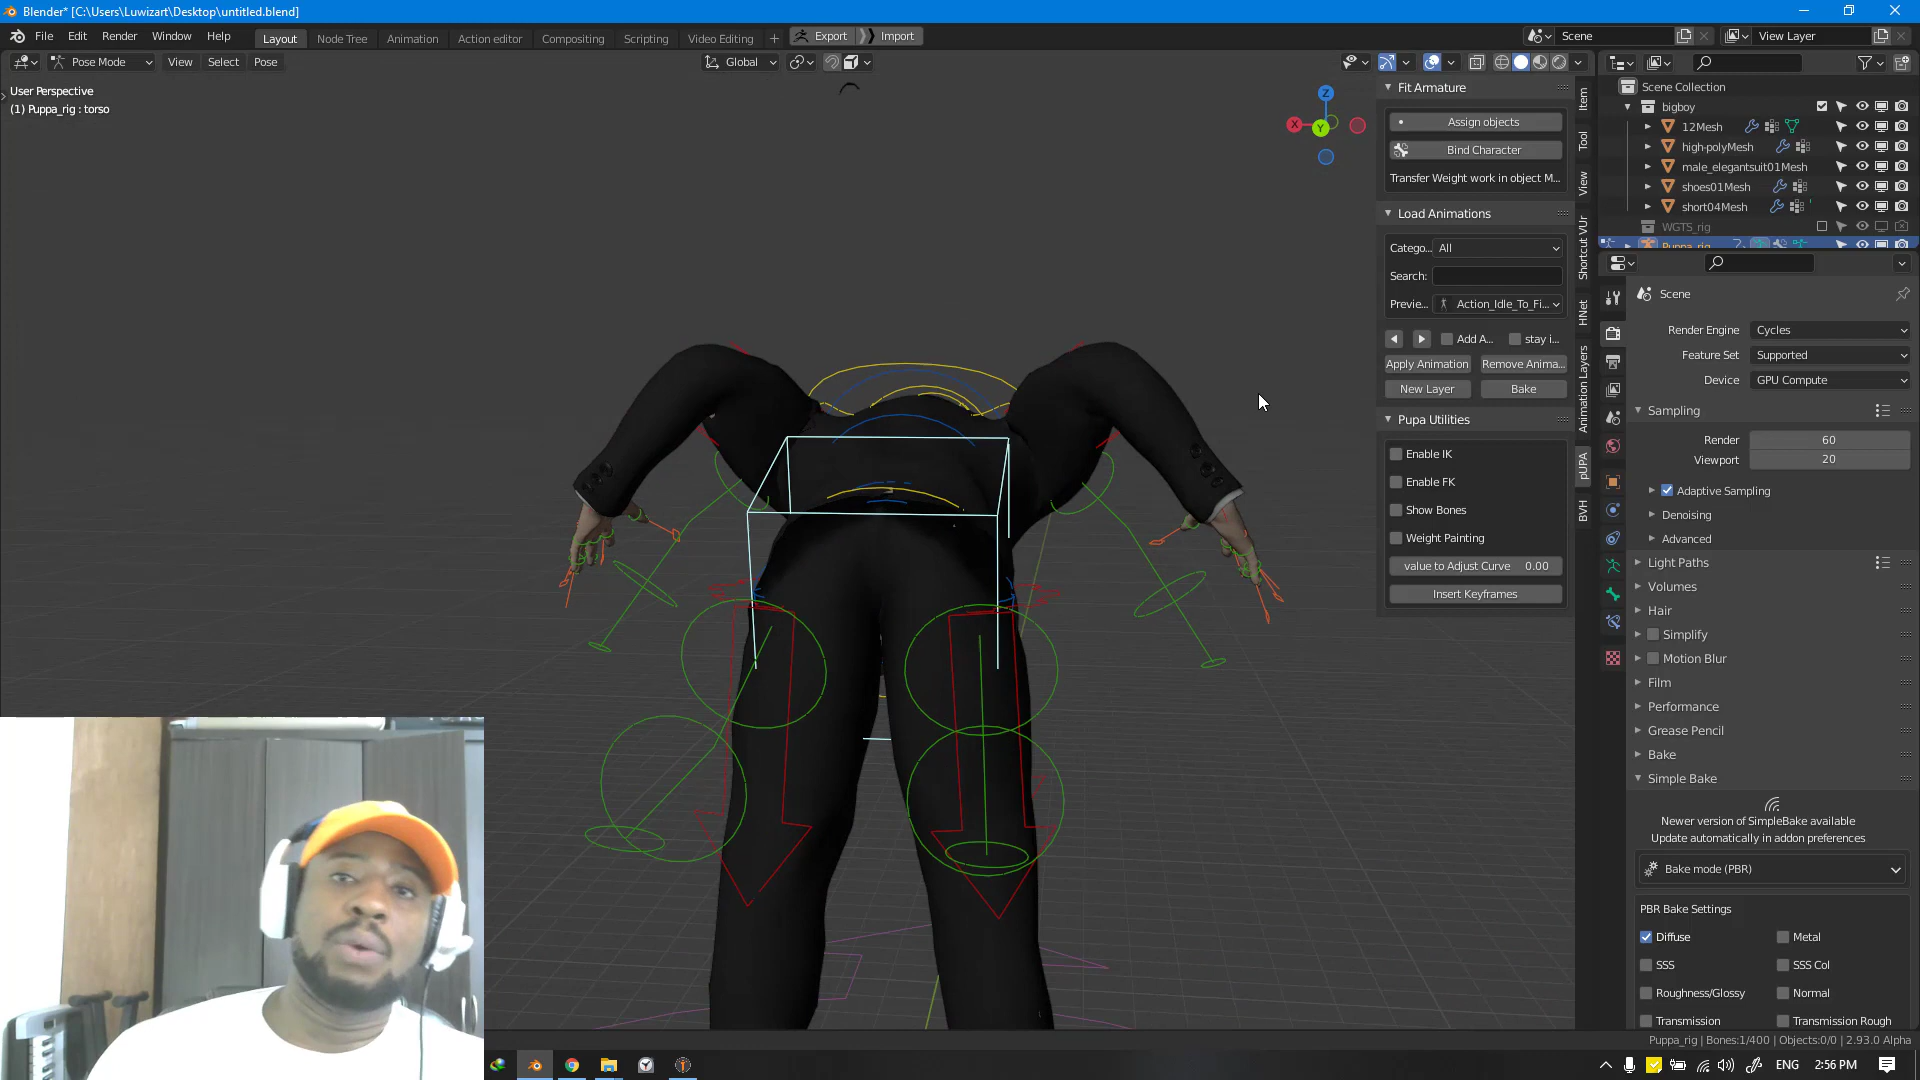 Blender* [C:\Users\Luwizart\Desktop\untitled.blend]
File Edit Render Window Help
Layout Node Tree Animation Action editor Compositing Scripting Video Editing + Export Import
Scene View Layer
Pose Mode View Select Pose Global
User Perspective
(1) Puppa_rig : torso
Z
X
Y
Fit Armature
Assign objects
Bind Character
Transfer Weight work in object M...
Load Animations
Catego... All
Search:
Previe... Action_Idle_To_Fi...
Add A... stay i...
Apply Animation Remove Anima...
New Layer Bake
Pupa Utilities
Enable IK
Enable FK
Show Bones
Weight Painting
value to Adjust Curve 0.00
Insert Keyframes
Item
Tool
View
Shortcut VUr
HNet
Animation Layers
pUPA
BVH
Scene Collection
bigboy
12Mesh
high-polyMesh
male_elegantsuit01Mesh
shoes01Mesh
short04Mesh
WGTS_rig
Puppa_rig
Scene
Render Engine Cycles
Feature Set Supported
Device GPU Compute
Sampling
Render 60
Viewport 20
Adaptive Sampling
Denoising
Advanced
Light Paths
Volumes
Hair
Simplify
Motion Blur
Film
Performance
Grease Pencil
Bake
Simple Bake
Newer version of SimpleBake available
Update automatically in addon preferences
Bake mode (PBR)
PBR Bake Settings
Diffuse Metal
SSS SSS Col
Roughness/Glossy Normal
Transmission Transmission Rough
Puppa_rig | Bones:1/400 | Objects:0/0 | 2.93.0 Alpha
ENG 2:56 PM